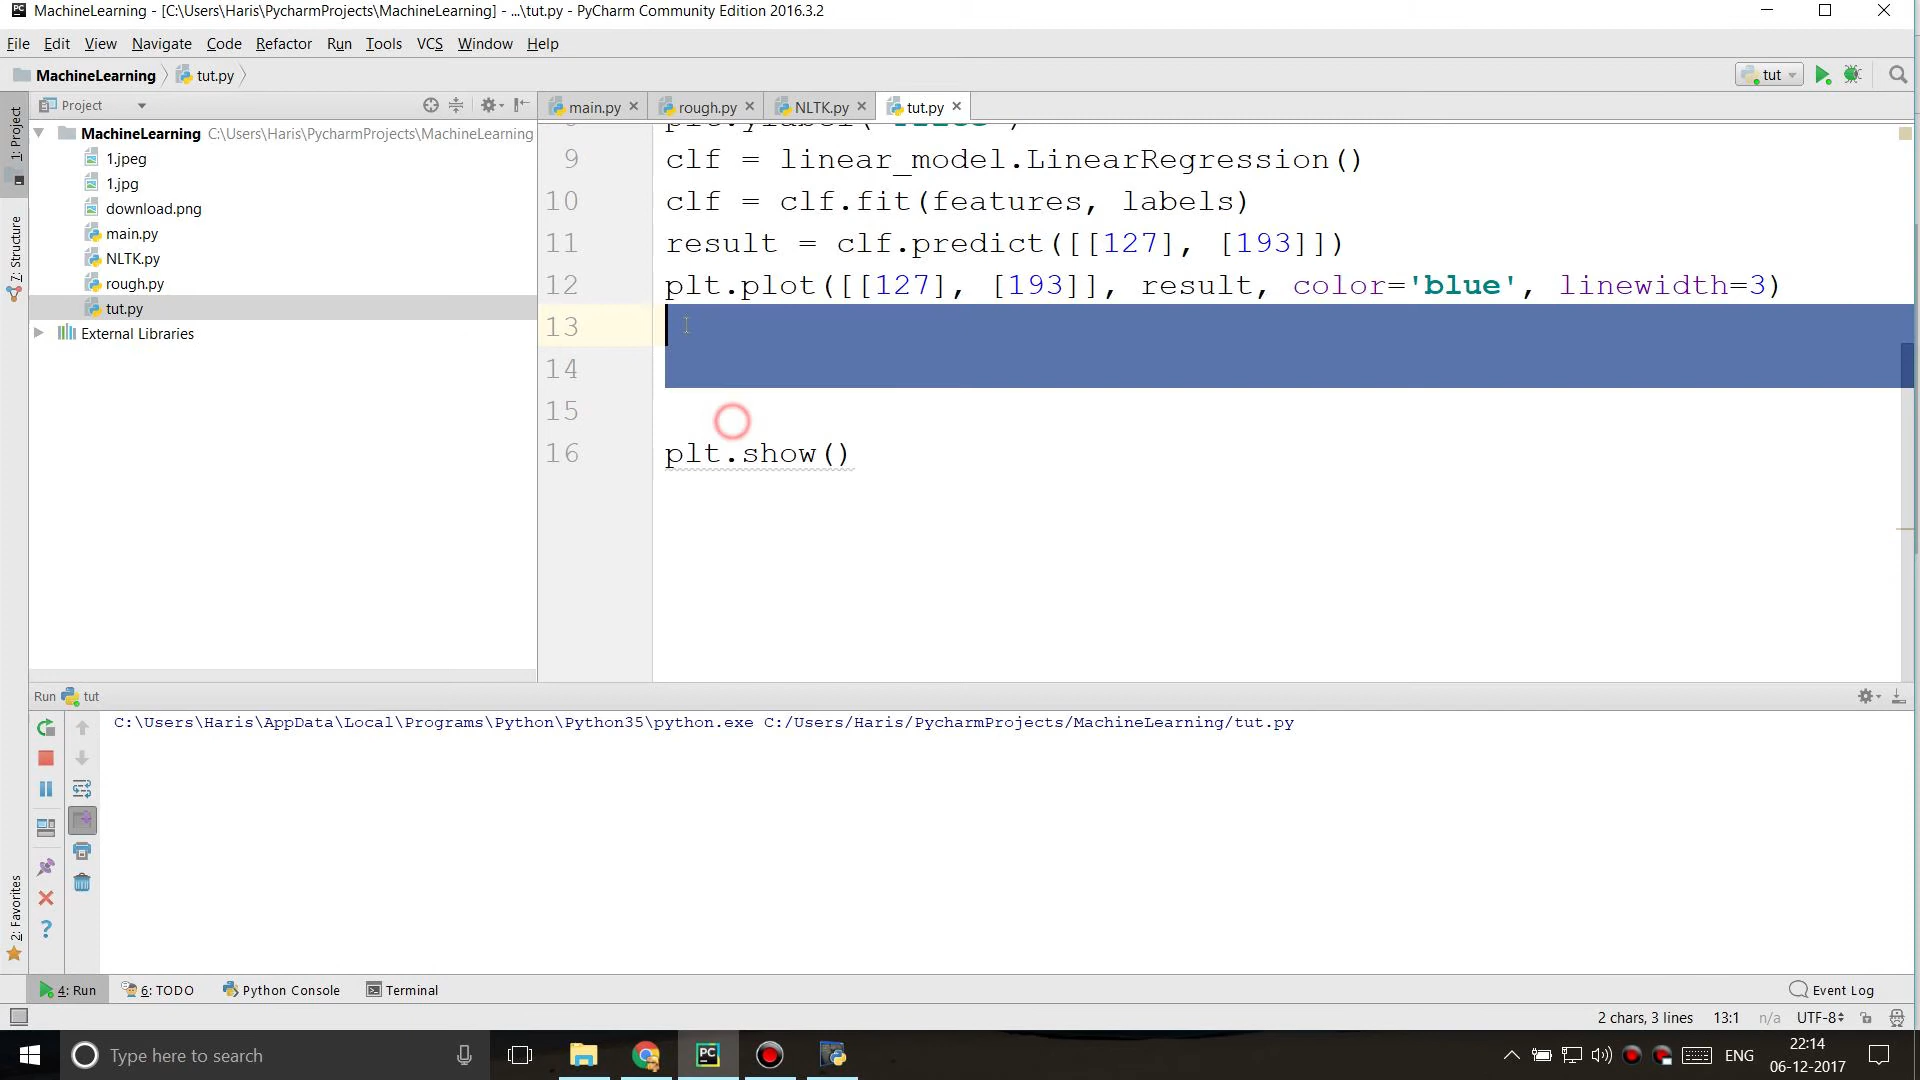 MachineLearning - [C:\Users\Haris\PycharmProjects\MachineLearning] - ...\tut.py - PyCharm Community Edition 2016.3.2
File Edit View Navigate Code Refactor Run Tools VCS Window Help
MachineLearning tut.py
tut
1: Project
Project
main.py
rough.py
NLTK.py
tut.py
MachineLearning C:\Users\Haris\PycharmProjects\MachineLearning
1.jpeg
1.jpg
download.png
main.py
NLTK.py
rough.py
tut.py
External Libraries
7: Structure
2: Favorites
9 clf = linear_model.LinearRegression()
10 clf = clf.fit(features, labels)
11 result = clf.predict([[127], [193]])
12 plt.plot([[127], [193]], result, color='blue', linewidth=3)
13
14
15
16 plt.show()
Run tut
C:\Users\Haris\AppData\Local\Programs\Python\Python35\python.exe C:/Users/Haris/PycharmProjects/MachineLearning/tut.py
4: Run 6: TODO Python Console Terminal Event Log
2 chars, 3 lines 13:1 n/a UTF-8
Type here to search
PC
ENG
22:14
06-12-2017